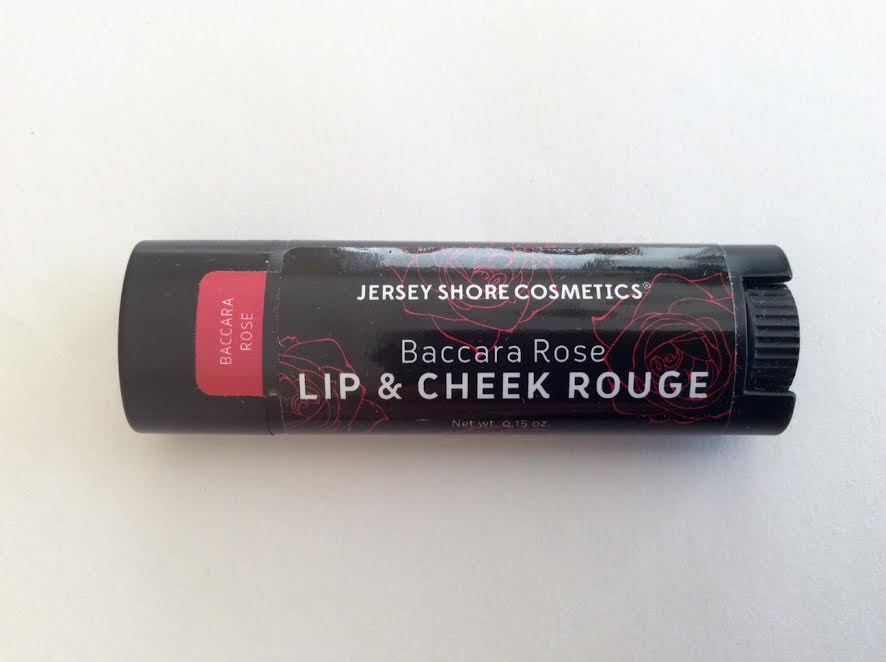 BACCARA
ROSE
JERSEY SHORE COSMETICS®
Baccara Rose
LIP & CHEEK ROUGE
Net wt. 0.15 oz.